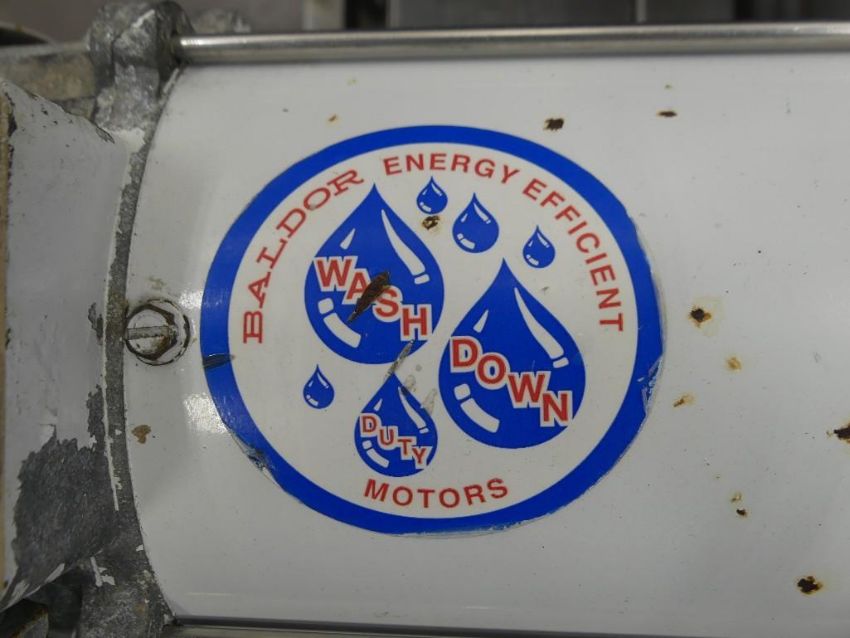 BALDOR ENERGY EFFICIENT
WASH
DOWN
DUTY
MOTORS